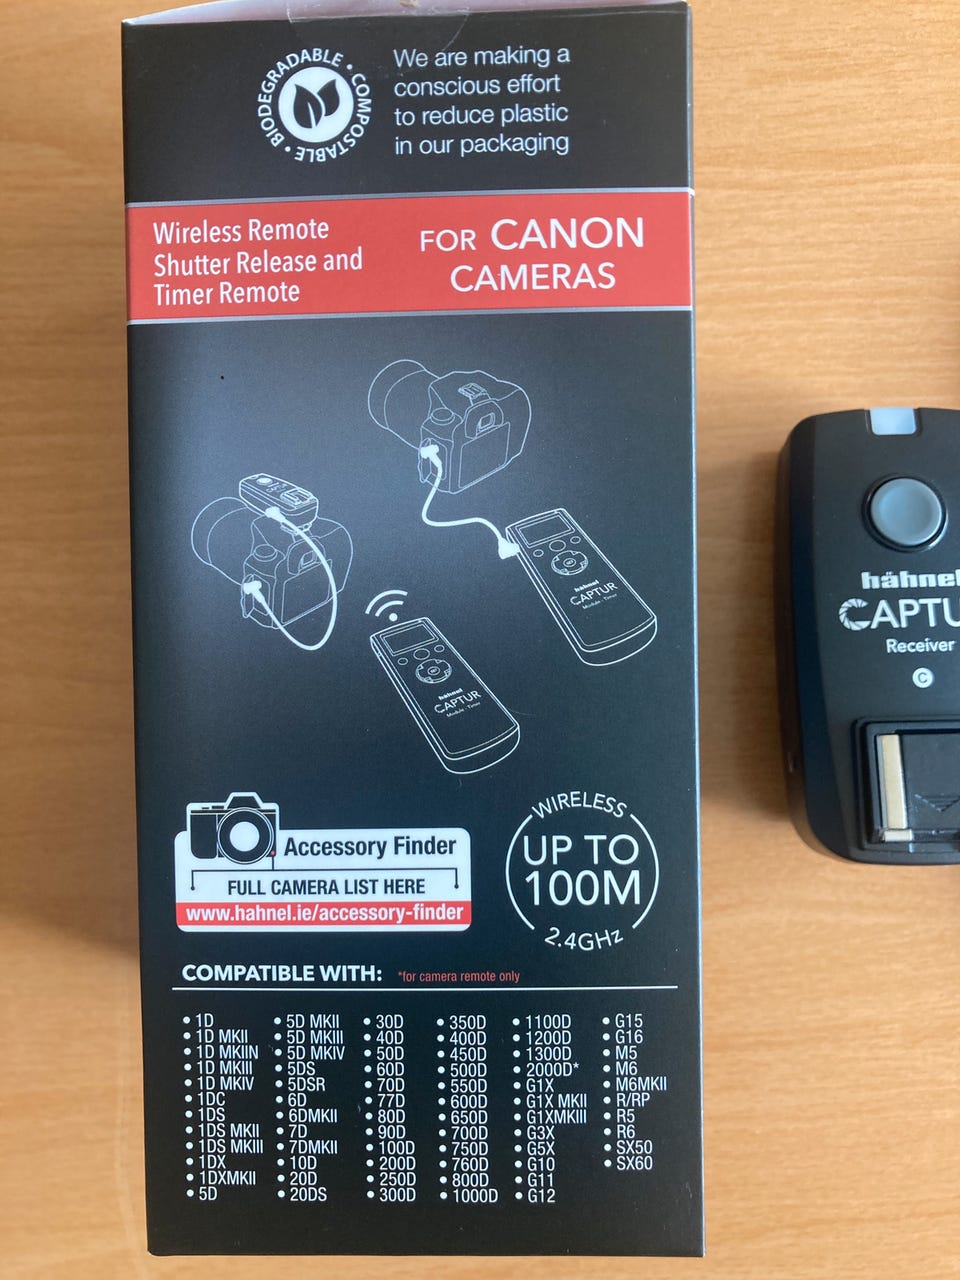 BIODEGRADABLE • COMPOSTABLE •
We are making a
conscious effort
to reduce plastic
in our packaging
Wireless Remote
Shutter Release and
Timer Remote
FOR CANON
CAMERAS
hähnel
CAPTUR
Module - Timer
hähnel
CAPTUR
Module - Timer
Accessory Finder
FULL CAMERA LIST HERE
www.hahnel.ie/accessory-finder
WIRELESS
UP TO
100M
2.4GHz
COMPATIBLE WITH: *for camera remote only
• 1D
• 1D MKII
• 1D MKIIN
• 1D MKIII
• 1D MKIV
• 1DC
• 1DS
• 1DS MKII
• 1DS MKIII
• 1DX
• 1DXMKII
• 5D
• 5D MKII
• 5D MKIII
• 5D MKIV
• 5DS
• 5DSR
• 6D
• 6DMKII
• 7D
• 7DMKII
• 10D
• 20D
• 20DS
• 30D
• 40D
• 50D
• 60D
• 70D
• 77D
• 80D
• 90D
• 100D
• 200D
• 250D
• 300D
• 350D
• 400D
• 450D
• 500D
• 550D
• 600D
• 650D
• 700D
• 750D
• 760D
• 800D
• 1000D
• 1100D
• 1200D
• 1300D
• 2000D*
• G1X
• G1X MKII
• G1XMKIII
• G3X
• G5X
• G10
• G11
• G12
• G15
• G16
• M5
• M6
• M6MKII
• R/RP
• R5
• R6
• SX50
• SX60
hähnel
CAPTU
Receiver
C